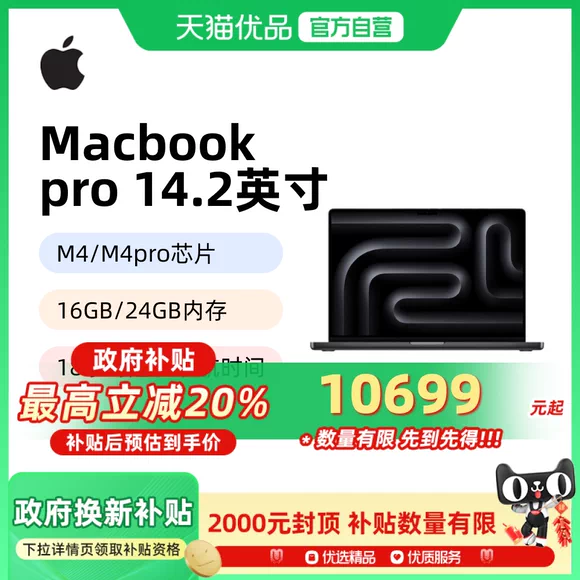 天猫优品 官方自营
Macbook
pro 14.2英寸
M4/M4pro芯片
16GB/24GB内存
政府补贴
时间
最高立减20%
补贴后预估到手价
10699 元起
*数量有限 先到先得!!!
政府换新补贴
下拉详情页领取补贴资格
2000元封顶 补贴数量有限
优选精品 优质服务